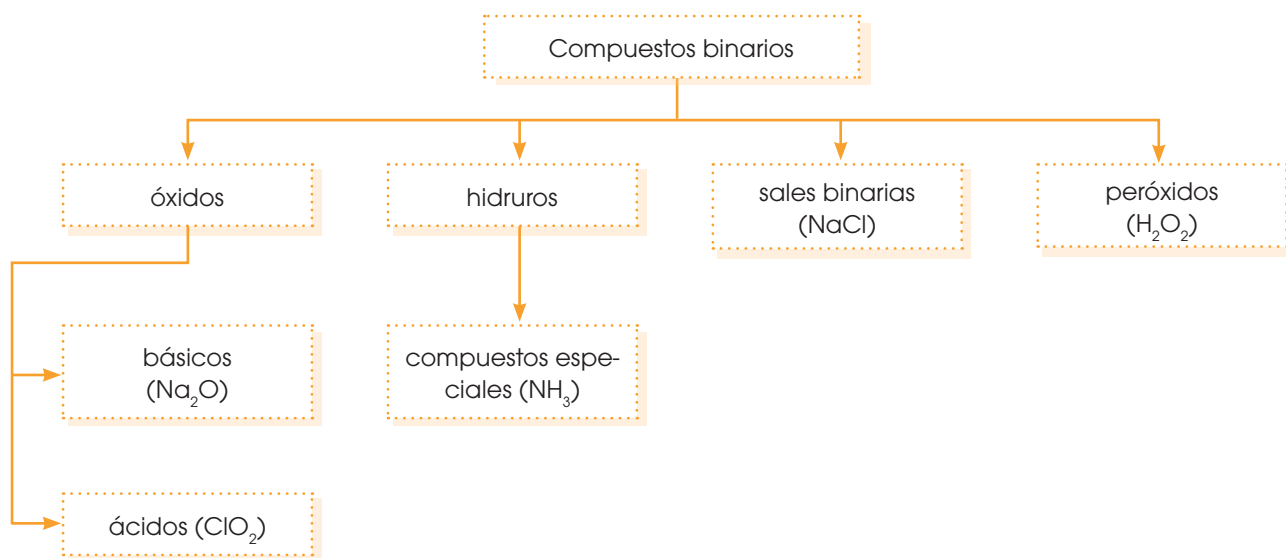 Compuestos binarios
óxidos
hidruros
sales binarias
(NaCl)
peróxidos
(H₂O₂)
básicos
(Na₂O)
compuestos espe-
ciales (NH₃)
ácidos (ClO₂)